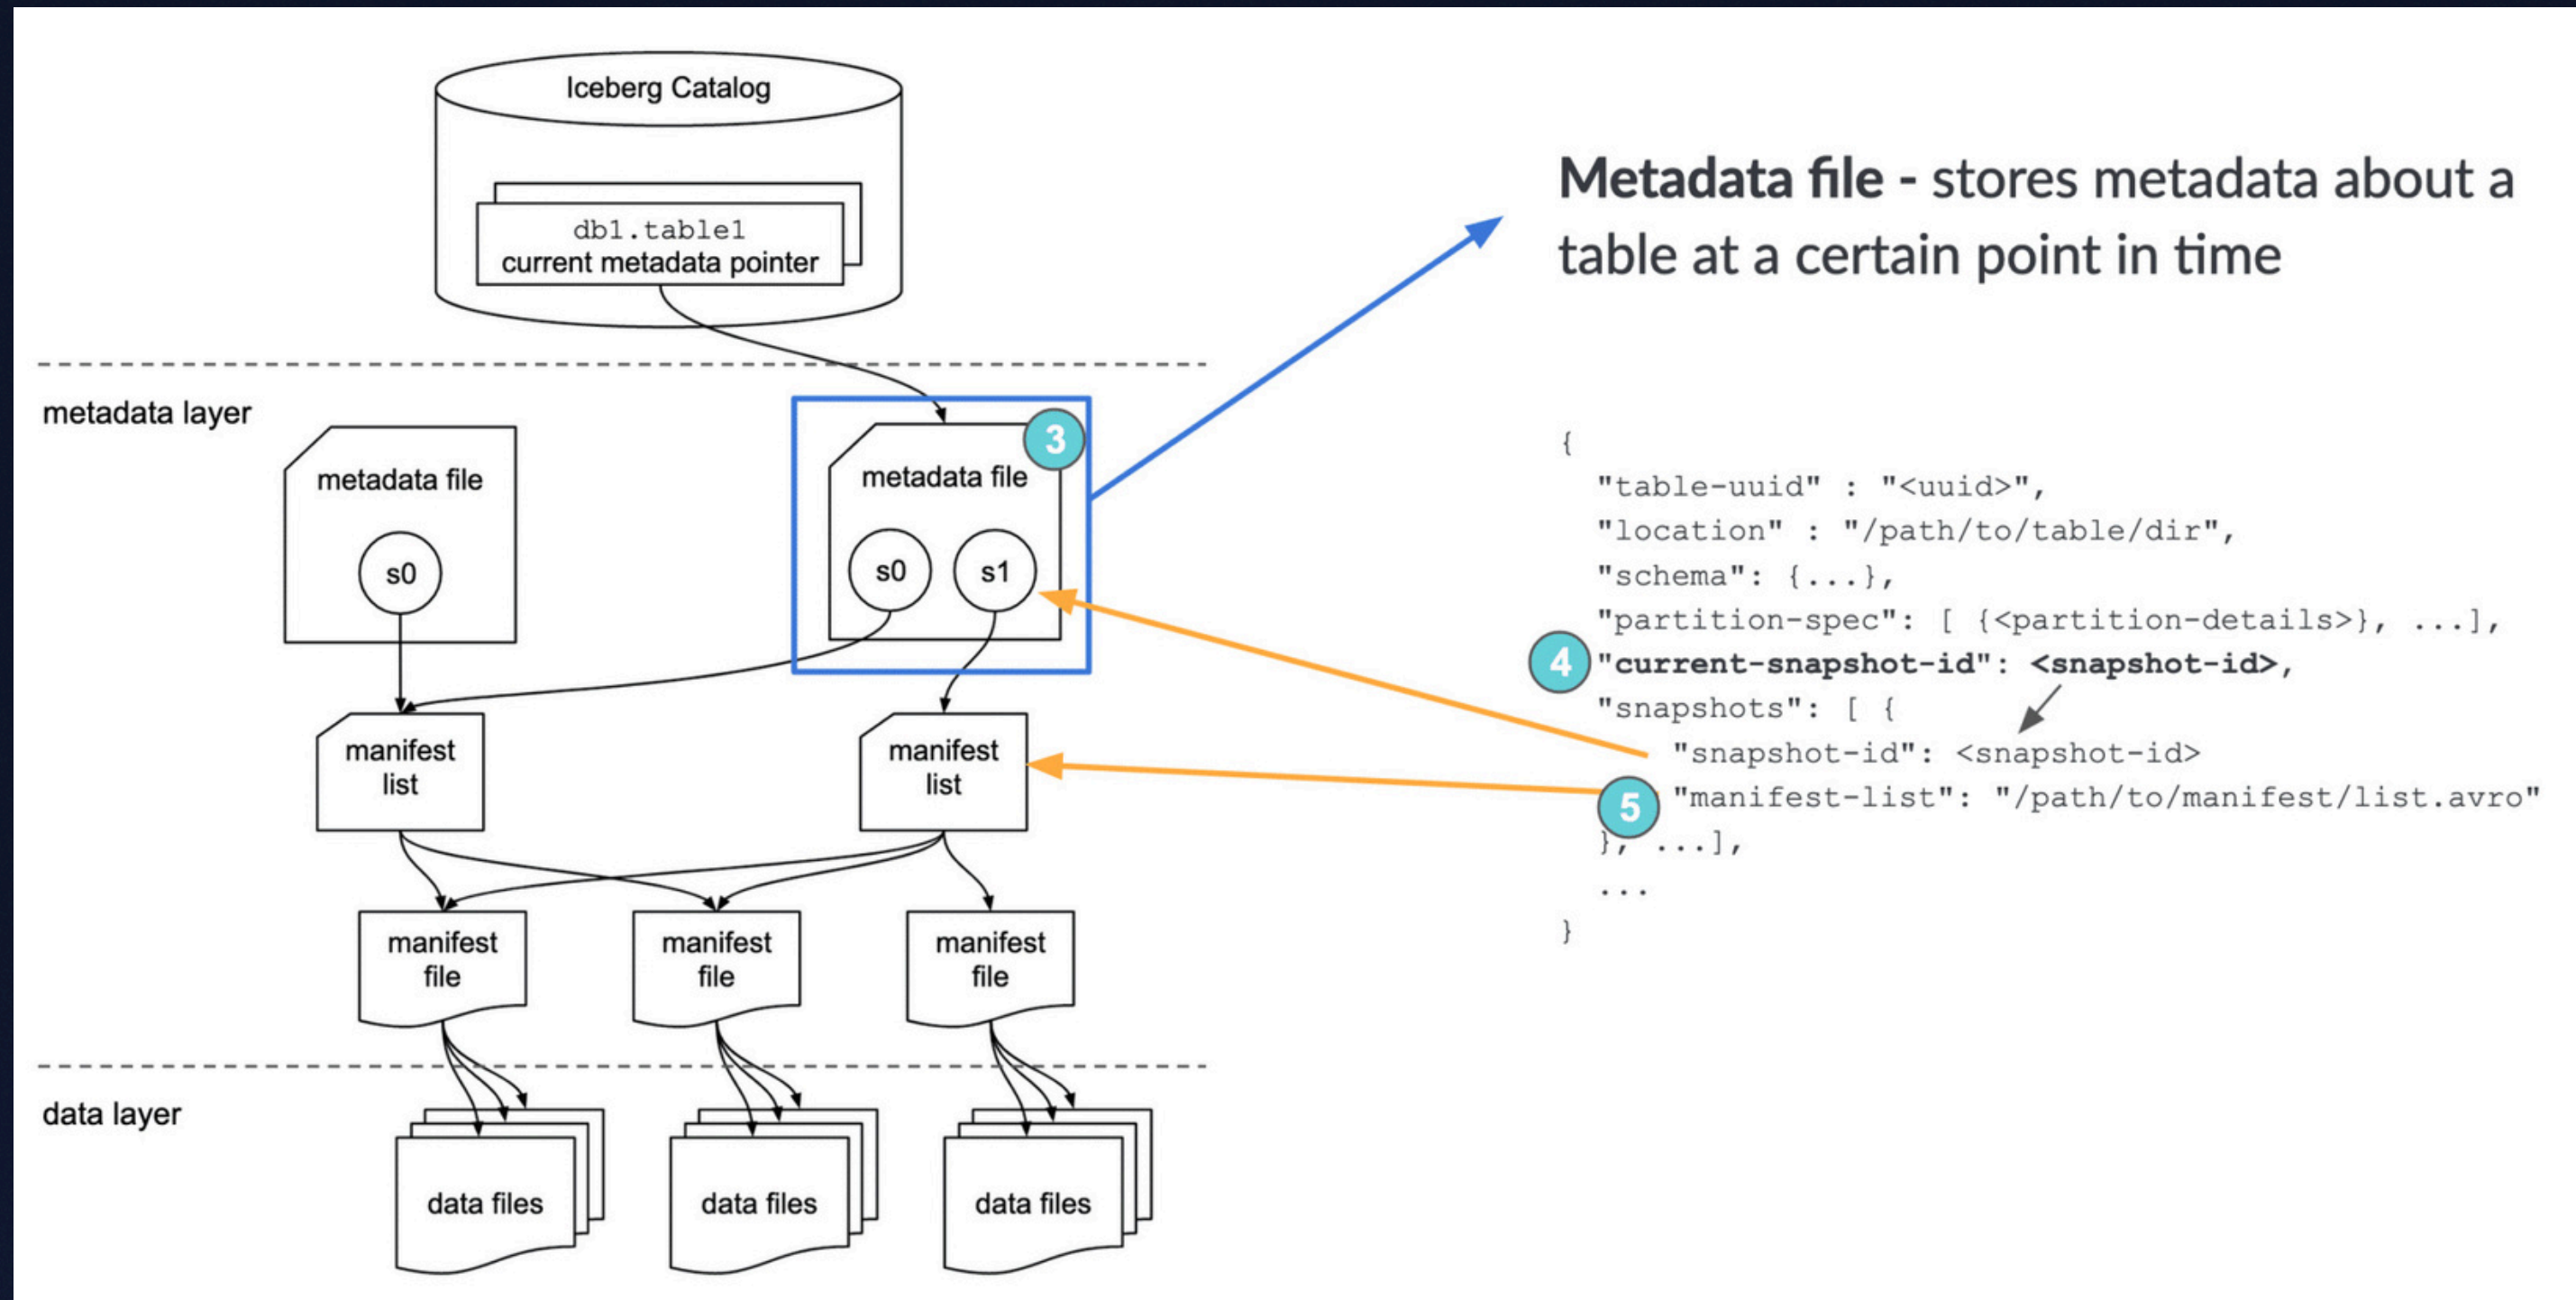 Iceberg Catalog
db1.table1
current metadata pointer
metadata layer
metadata file
s0
3
metadata file
s0
s1
manifest
list
manifest
list
manifest
file
manifest
file
manifest
file
data layer
data files
data files
data files
Metadata file - stores metadata about a
table at a certain point in time
{
"table-uuid" : "<uuid>",
"location" : "/path/to/table/dir",
"schema": {...},
"partition-spec": [ {<partition-details>}, ...],
4 "current-snapshot-id": <snapshot-id>,
"snapshots": [ {
"snapshot-id": <snapshot-id>
5 "manifest-list": "/path/to/manifest/list.avro"
}, ...],
...
}